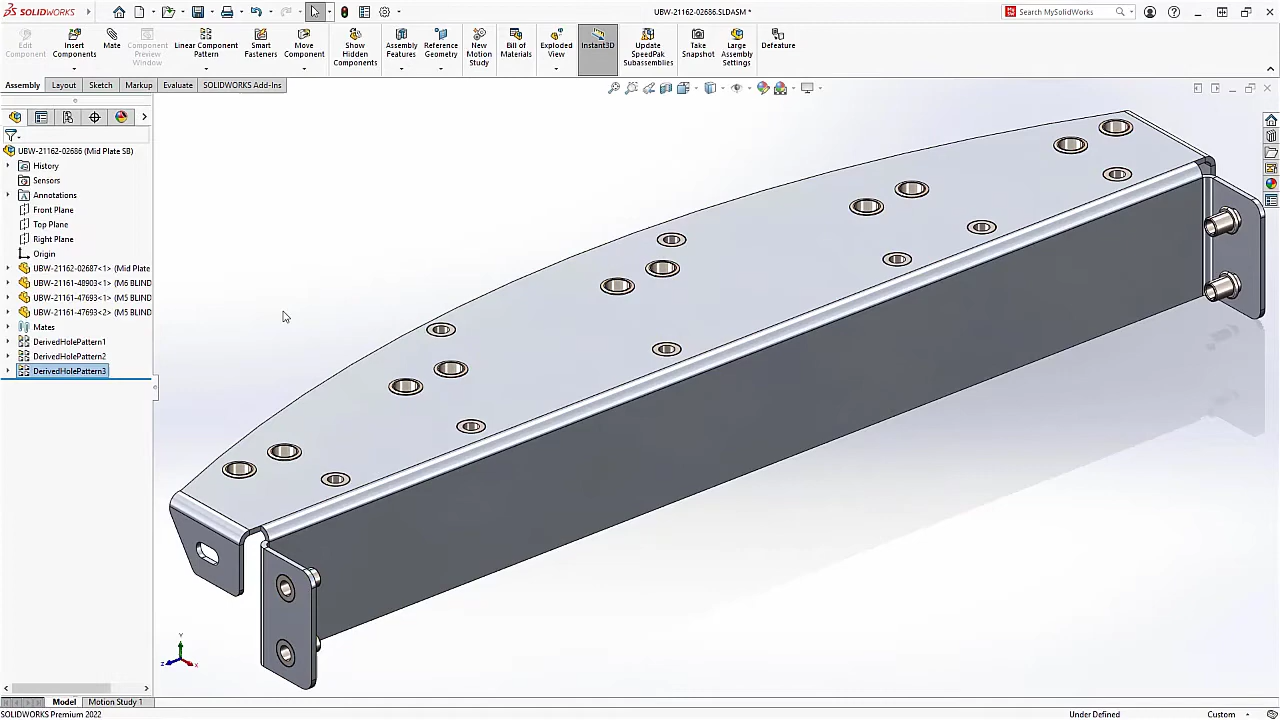 SOLIDWORKS
UBW-21162-02686.SLDASM *
Search MySolidWorks
Edit Component
Insert Components
Mate
Component Preview Window
Linear Component Pattern
Smart Fasteners
Move Component
Show Hidden Components
Assembly Features
Reference Geometry
New Motion Study
Bill of Materials
Exploded View
Instant3D
Update SpeedPak Subassemblies
Take Snapshot
Large Assembly Settings
Defeature
Assembly
Layout
Sketch
Markup
Evaluate
SOLIDWORKS Add-Ins
UBW-21162-02686 (Mid Plate SB)
History
Sensors
Annotations
Front Plane
Top Plane
Right Plane
Origin
UBW-21162-02687<1> (Mid Plate
UBW-21161-48903<1> (M6 BLIND
UBW-21161-47693<1> (M5 BLIND
UBW-21161-47693<2> (M5 BLIND
Mates
DerivedHolePattern1
DerivedHolePattern2
DerivedHolePattern3
Y
Z
X
Model
Motion Study 1
SOLIDWORKS Premium 2022
Under Defined
Custom